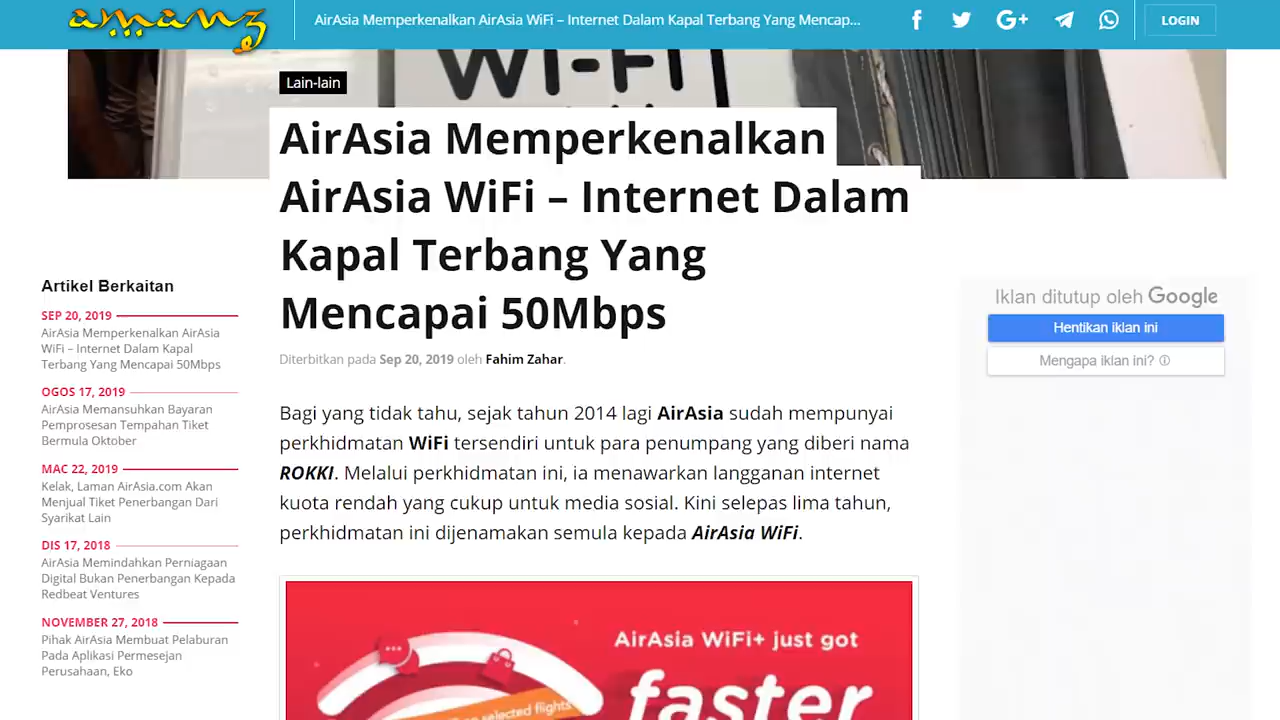 amanz
AirAsia Memperkenalkan AirAsia WiFi – Internet Dalam Kapal Terbang Yang Mencap...
LOGIN
Wi-Fi
Lain-lain
AirAsia Memperkenalkan
AirAsia WiFi – Internet Dalam
Kapal Terbang Yang
Mencapai 50Mbps
Diterbitkan pada Sep 20, 2019 oleh Fahim Zahar.
Artikel Berkaitan
SEP 20, 2019
AirAsia Memperkenalkan AirAsia
WiFi – Internet Dalam Kapal
Terbang Yang Mencapai 50Mbps
OGOS 17, 2019
AirAsia Memansuhkan Bayaran
Pemprosesan Tempahan Tiket
Bermula Oktober
MAC 22, 2019
Kelak, Laman AirAsia.com Akan
Menjual Tiket Penerbangan Dari
Syarikat Lain
DIS 17, 2018
AirAsia Memindahkan Perniagaan
Digital Bukan Penerbangan Kepada
Redbeat Ventures
NOVEMBER 27, 2018
Pihak AirAsia Membuat Pelaburan
Pada Aplikasi Permesejan
Perusahaan, Eko
Bagi yang tidak tahu, sejak tahun 2014 lagi AirAsia sudah mempunyai
perkhidmatan WiFi tersendiri untuk para penumpang yang diberi nama
ROKKI. Melalui perkhidmatan ini, ia menawarkan langganan internet
kuota rendah yang cukup untuk media sosial. Kini selepas lima tahun,
perkhidmatan ini dijenamakan semula kepada AirAsia WiFi.
AirAsia WiFi+ just got
faster
selected flights
Iklan ditutup oleh Google
Hentikan iklan ini
Mengapa iklan ini?